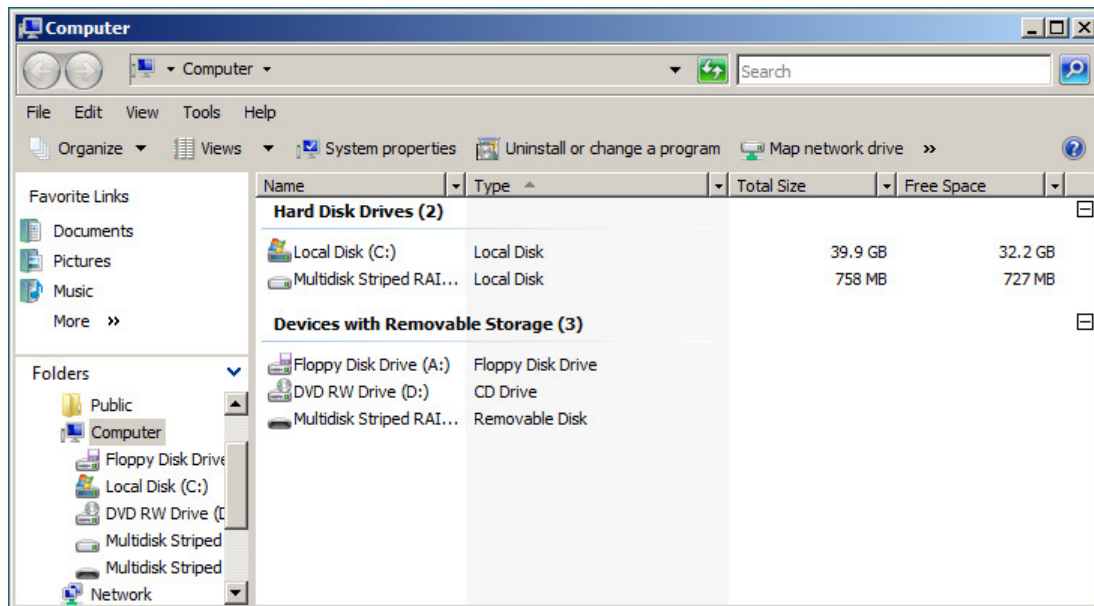 Computer
Computer
Search
File Edit View Tools Help
Organize Views System properties Uninstall or change a program Map network drive »
Favorite Links
Documents
Pictures
Music
More »
Folders
Public
Computer
Floppy Disk Drive
Local Disk (C:)
DVD RW Drive (D
Multidisk Striped
Multidisk Striped
Network
Name Type Total Size Free Space
Hard Disk Drives (2)
Local Disk (C:) Local Disk 39.9 GB 32.2 GB
Multidisk Striped RAI... Local Disk 758 MB 727 MB
Devices with Removable Storage (3)
Floppy Disk Drive (A:) Floppy Disk Drive
DVD RW Drive (D:) CD Drive
Multidisk Striped RAI... Removable Disk